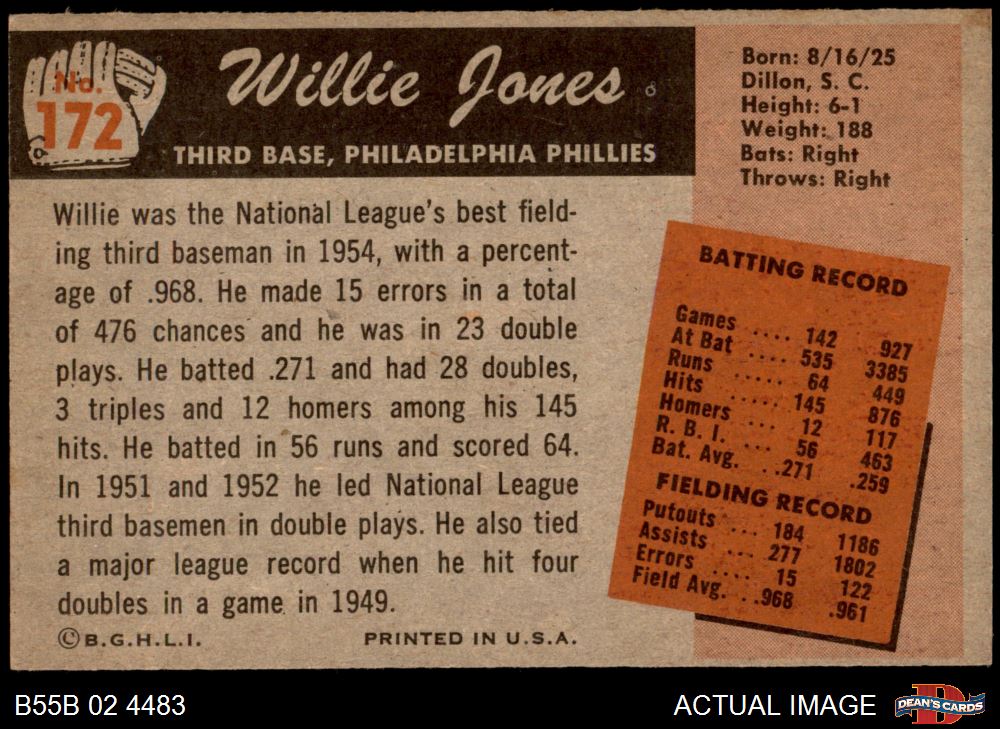 No.
172
Willie Jones
THIRD BASE, PHILADELPHIA PHILLIES
Willie was the National League's best field-
ing third baseman in 1954, with a percent-
age of .968. He made 15 errors in a total
of 476 chances and he was in 23 double
plays. He batted .271 and had 28 doubles,
3 triples and 12 homers among his 145
hits. He batted in 56 runs and scored 64.
In 1951 and 1952 he led National League
third basemen in double plays. He also tied
a major league record when he hit four
doubles in a game in 1949.
©B.G.H.L.I. PRINTED IN U.S.A.
Born: 8/16/25
Dillon, S. C.
Height: 6-1
Weight: 188
Bats: Right
Throws: Right
BATTING RECORD
Games .... 142 927
At Bat .... 535 3385
Runs ..... 64 449
Hits ..... 145 876
Homers .... 12 117
R. B. I. ... 56 463
Bat. Avg. ..271 .259
FIELDING RECORD
Putouts ... 184 1186
Assists ... 277 1802
Errors .... 15 122
Field Avg. ..968 .961
B55B 02 4483
ACTUAL IMAGE
DEAN'S CARDS